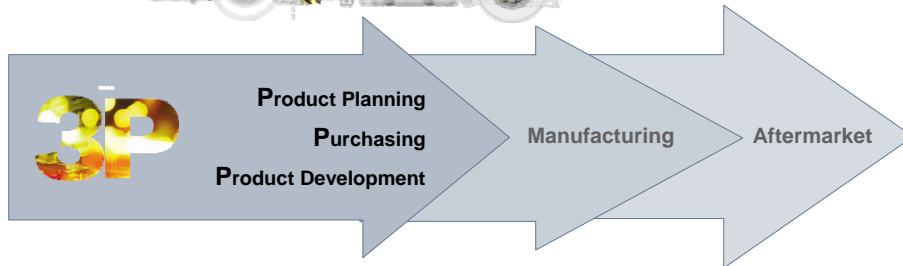 3P
Product Planning
Purchasing
Product Development
Manufacturing
Aftermarket